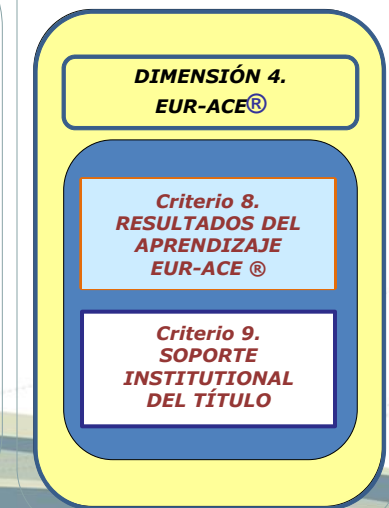 DIMENSIÓN 4.
EUR-ACE®
Criterio 8.
RESULTADOS DEL
APRENDIZAJE
EUR-ACE ®
Criterio 9.
SOPORTE
INSTITUTIONAL
DEL TÍTULO